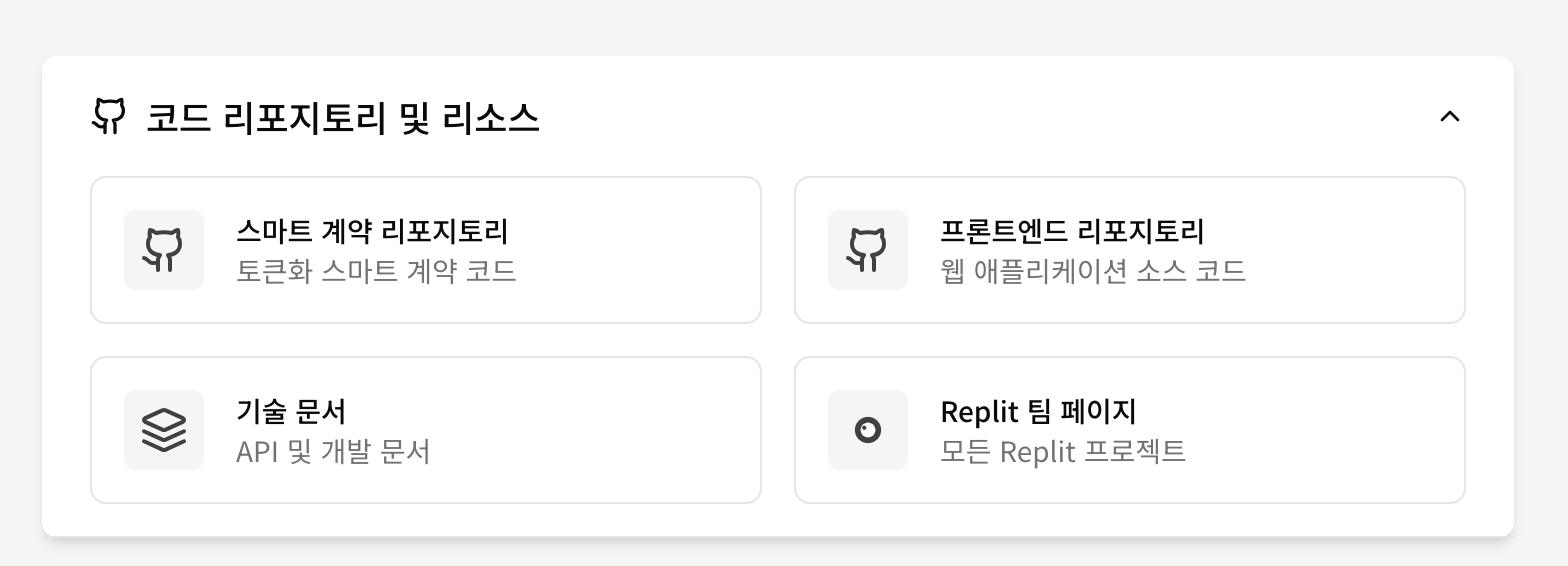 코드 리포지토리 및 리소스
스마트 계약 리포지토리
토큰화 스마트 계약 코드
프론트엔드 리포지토리
웹 애플리케이션 소스 코드
기술 문서
API 및 개발 문서
Replit 팀 페이지
모든 Replit 프로젝트